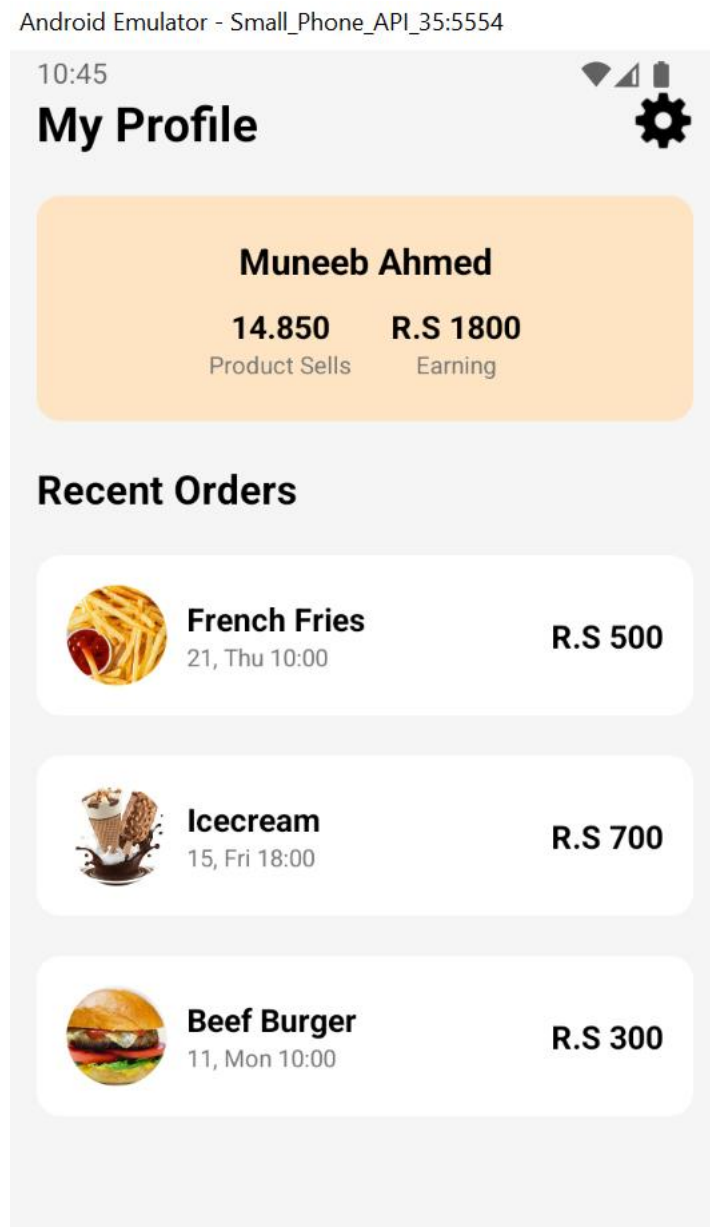 Android Emulator - Small_Phone_API_35:5554
10:45
My Profile
Muneeb Ahmed
14.850 R.S 1800
Product Sells Earning
Recent Orders
French Fries
21, Thu 10:00
R.S 500
Icecream
15, Fri 18:00
R.S 700
Beef Burger
11, Mon 10:00
R.S 300